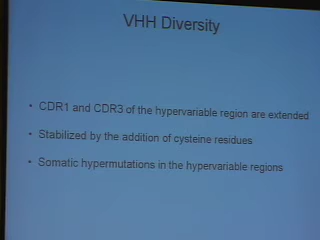 VHH Diversity
• CDR1 and CDR3 of the hypervariable region are extended
• Stabilized by the addition of cysteine residues
• Somatic hypermutations in the hypervariable regions